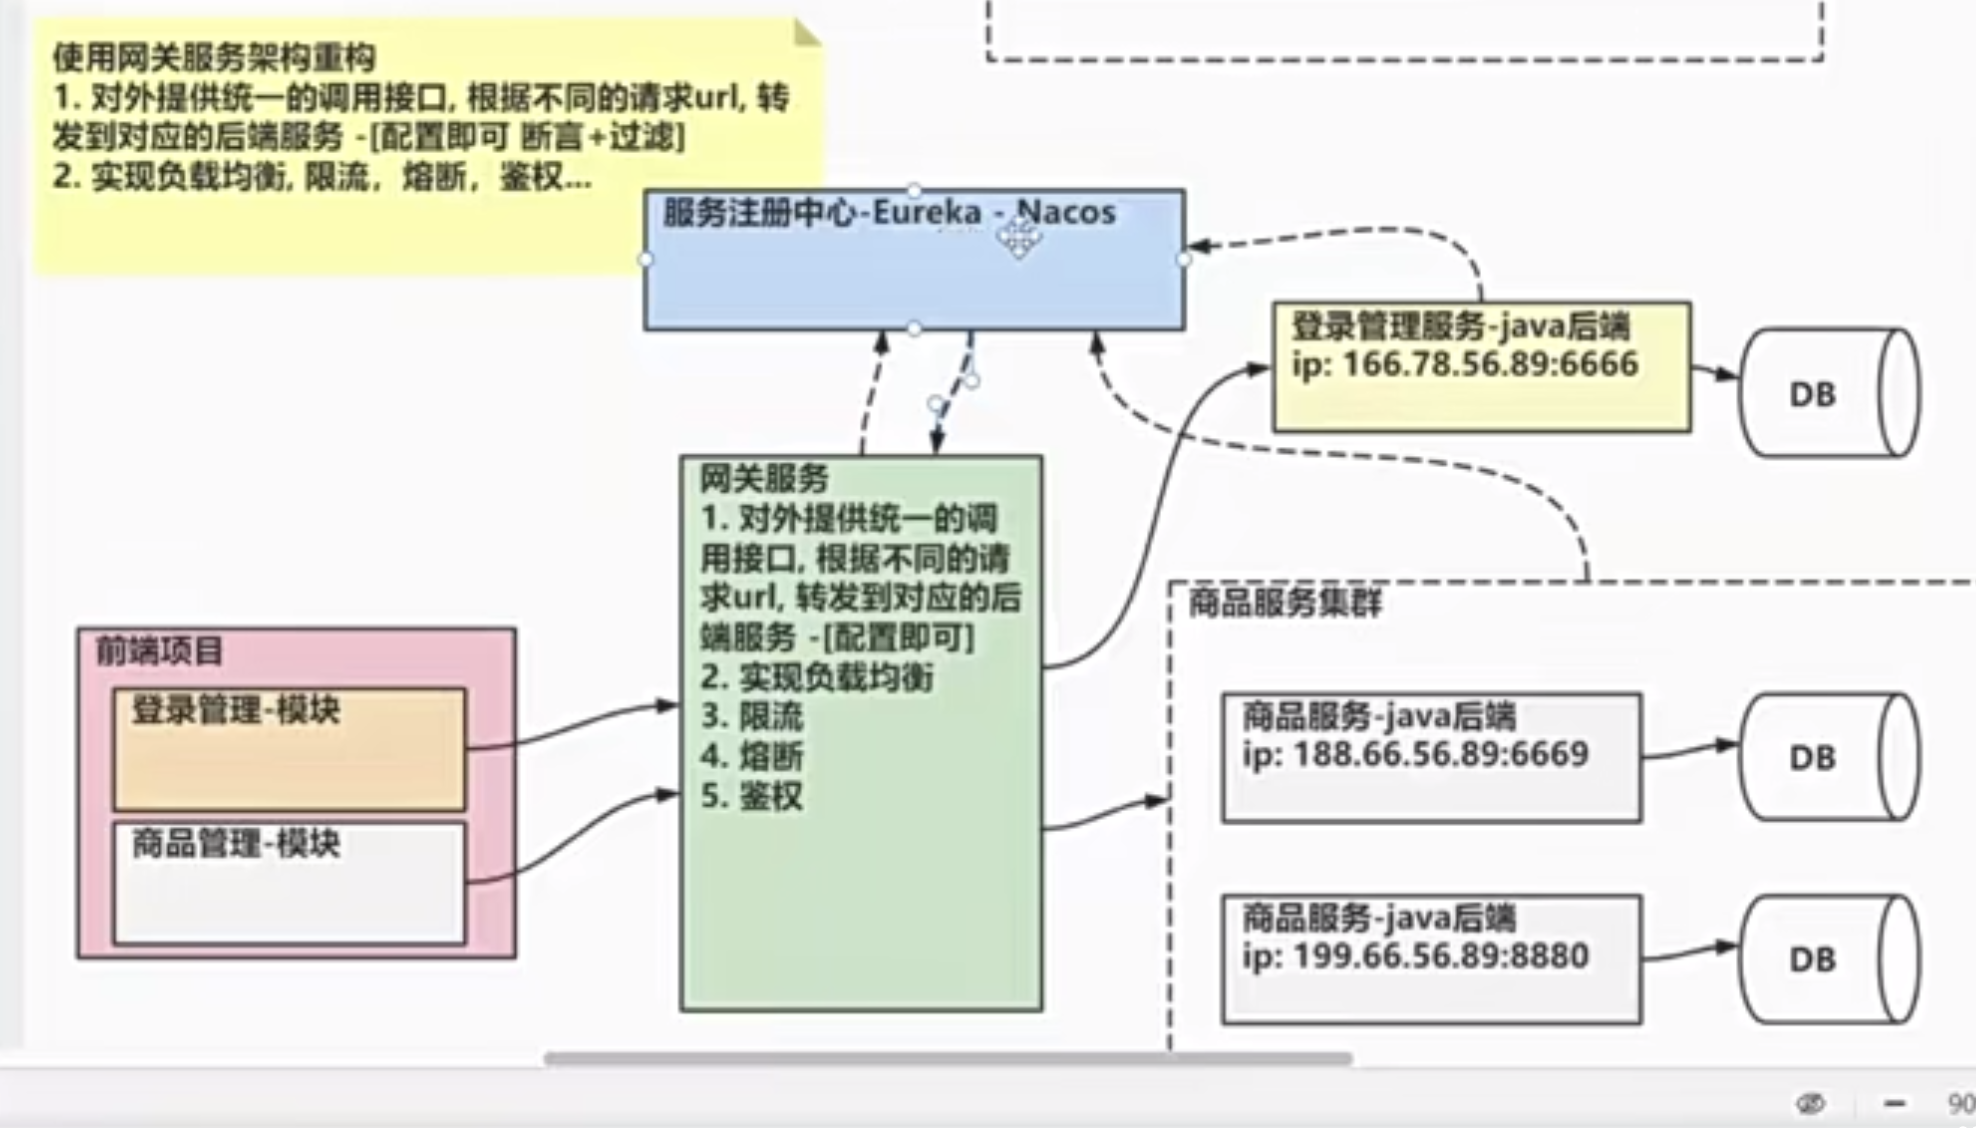 使用网关服务架构重构
1. 对外提供统一的调用接口, 根据不同的请求url, 转
发到对应的后端服务 -[配置即可 断言+过滤]
2. 实现负载均衡, 限流，熔断，鉴权...
服务注册中心-Eureka - Nacos
登录管理服务-java后端
ip: 166.78.56.89:6666
DB
网关服务
1. 对外提供统一的调
用接口, 根据不同的请
求url, 转发到对应的后
端服务 -[配置即可]
2. 实现负载均衡
3. 限流
4. 熔断
5. 鉴权
前端项目
登录管理-模块
商品管理-模块
商品服务集群
商品服务-java后端
ip: 188.66.56.89:6669
DB
商品服务-java后端
ip: 199.66.56.89:8880
DB
90